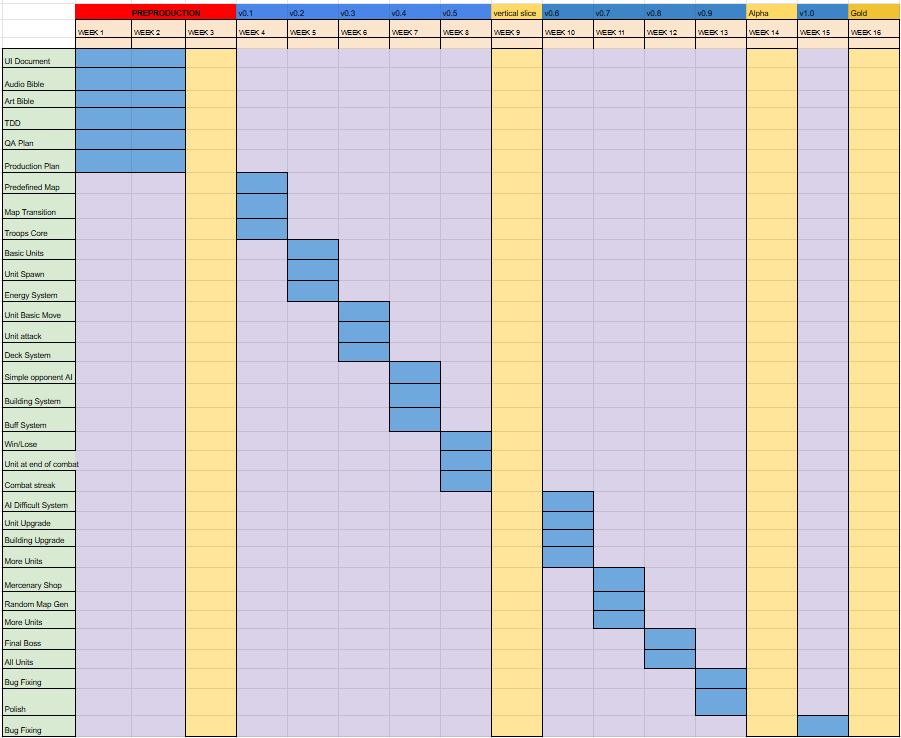 PREPRODUCTION v0.1 v0.2 v0.3 v0.4 v0.5 vertical slice v0.6 v0.7 v0.8 v0.9 Alpha v1.0 Gold
WEEK 1 WEEK 2 WEEK 3 WEEK 4 WEEK 5 WEEK 6 WEEK 7 WEEK 8 WEEK 9 WEEK 10 WEEK 11 WEEK 12 WEEK 13 WEEK 14 WEEK 15 WEEK 16
UI Document
Audio Bible
Art Bible
TDD
QA Plan
Production Plan
Predefined Map
Map Transition
Troops Core
Basic Units
Unit Spawn
Energy System
Unit Basic Move
Unit attack
Deck System
Simple opponent AI
Building System
Buff System
Win/Lose
Unit at end of combat
Combat streak
AI Difficult System
Unit Upgrade
Building Upgrade
More Units
Mercenary Shop
Random Map Gen
More Units
Final Boss
All Units
Bug Fixing
Polish
Bug Fixing